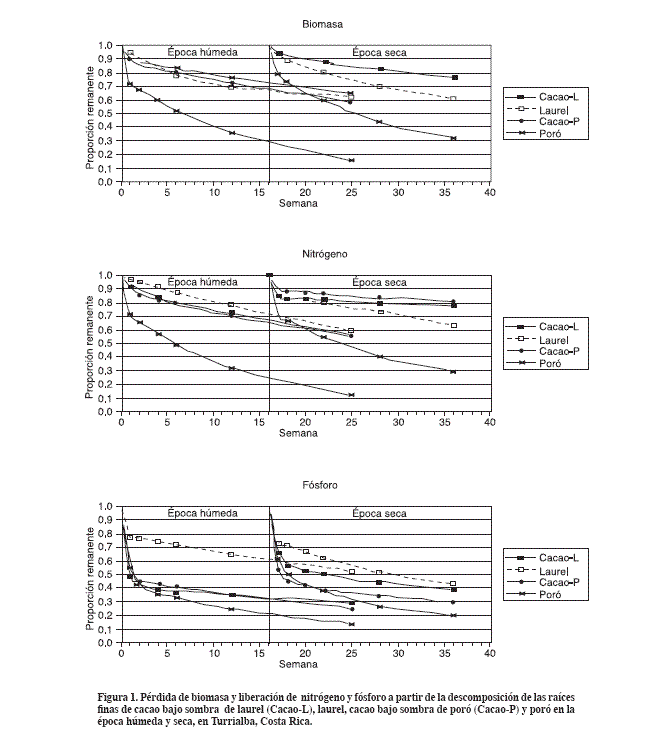 Biomasa
Proporción remanente
1.0
0,9
0,8
0,7
0,6
0,5
0,4
0,3
0,2
0,1
0,0
Época húmeda
Época seca
0 5 10 15 20 25 30 35 40
Semana
Cacao-L
Laurel
Cacao-P
Poró
Nitrógeno
Proporción remanente
1.0
0,9
0,8
0,7
0,6
0,5
0,4
0,3
0,2
0,1
0,0
Época húmeda
Época seca
0 5 10 15 20 25 30 35 40
Semana
Cacao-L
Laurel
Cacao-P
Poró
Fósforo
Proporción remanente
1.0
0,9
0,8
0,7
0,6
0,5
0,4
0,3
0,2
0,1
0,0
Época húmeda
Época seca
0 5 10 15 20 25 30 35 40
Semana
Cacao-L
Laurel
Cacao-P
Poró
Figura 1. Pérdida de biomasa y liberación de nitrógeno y fósforo a partir de la descomposición de las raíces
finas de cacao bajo sombra de laurel (Cacao-L), laurel, cacao bajo sombra de poró (Cacao-P) y poró en la
época húmeda y seca, en Turrialba, Costa Rica.